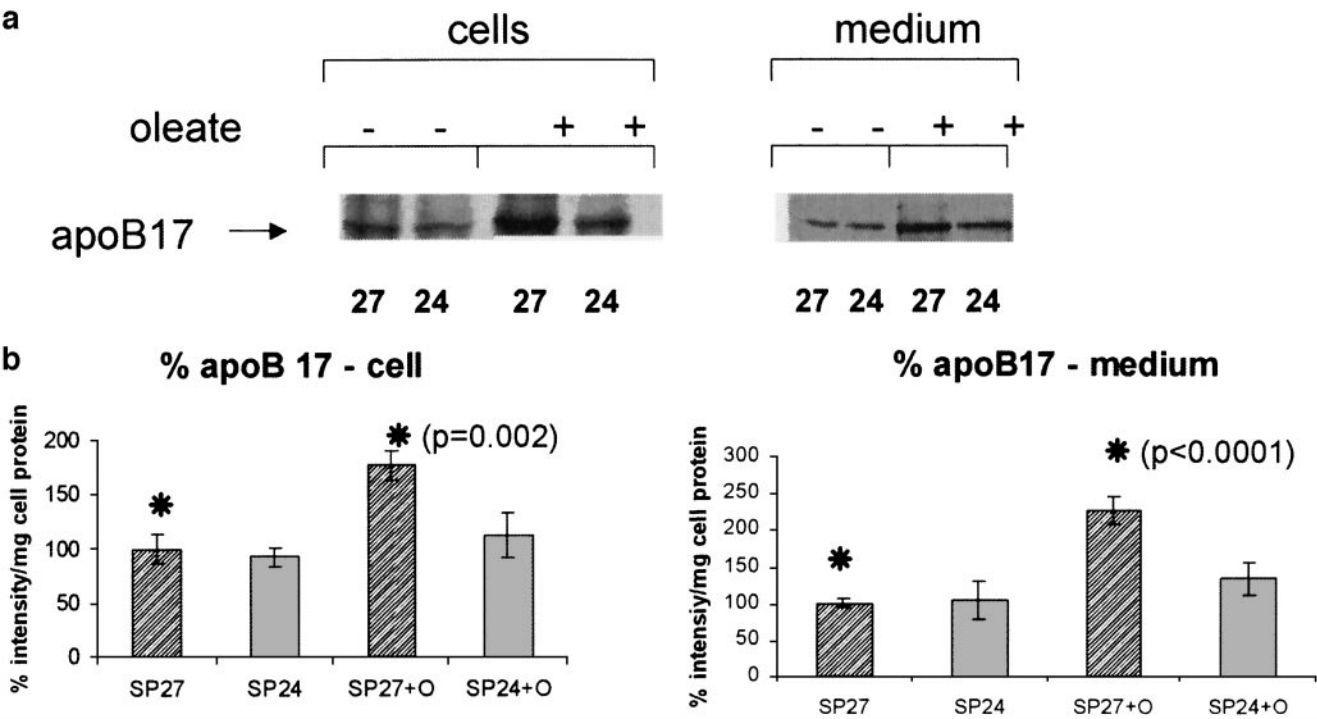 a
cells
medium
oleate - - + + - - + +
apoB17
27 24 27 24 27 24 27 24
b
% apoB 17 - cell
% intensity/mg cell protein
200
150
100
50
0
(p=0.002)
SP27 SP24 SP27+O SP24+O
% apoB17 - medium
% intensiy/mg cell protein
300
250
200
150
100
50
0
(p<0.0001)
SP27 SP24 SP27+O SP24+O